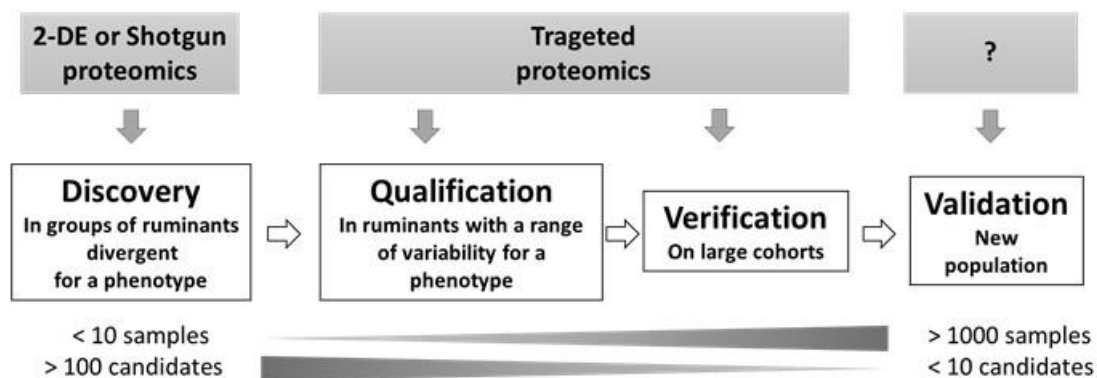 2-DE or Shotgun
proteomics
Trageted
proteomics
?
Discovery
In groups of ruminants
divergent
for a phenotype
Qualification
In ruminants with a range
of variability for a
phenotype
Verification
On large cohorts
Validation
New
population
< 10 samples
> 100 candidates
> 1000 samples
< 10 candidates